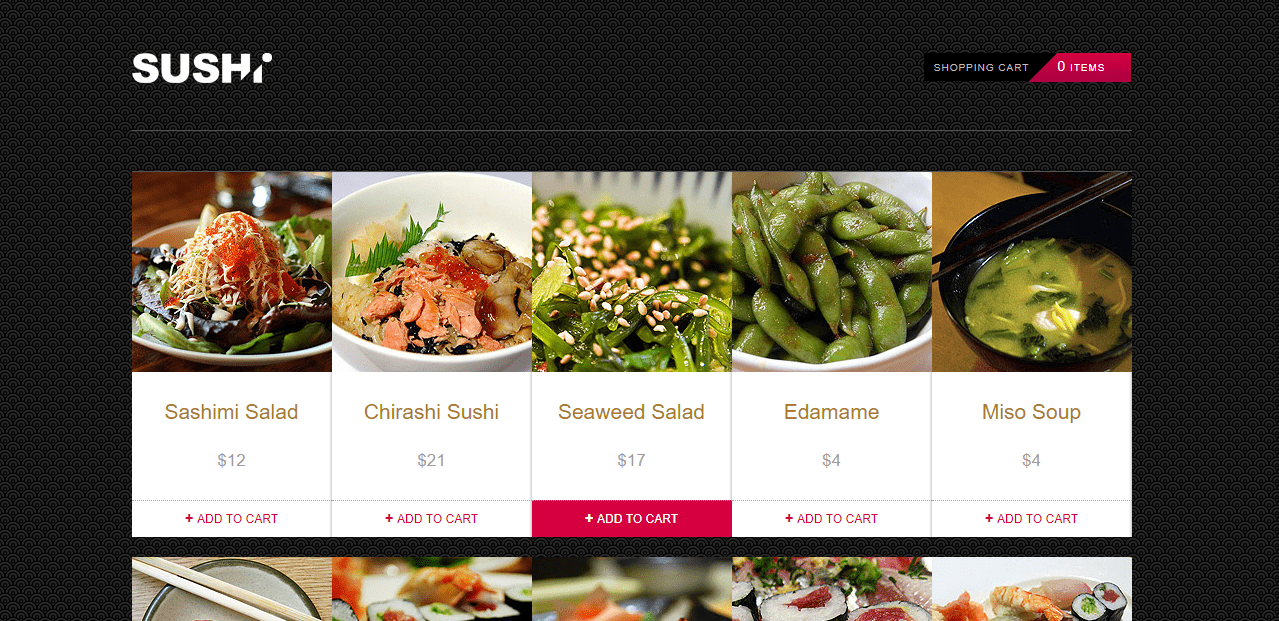 SUSHi
SHOPPING CART 0 ITEMS
Sashimi Salad
$12
+ ADD TO CART
Chirashi Sushi
$21
+ ADD TO CART
Seaweed Salad
$17
+ ADD TO CART
Edamame
$4
+ ADD TO CART
Miso Soup
$4
+ ADD TO CART